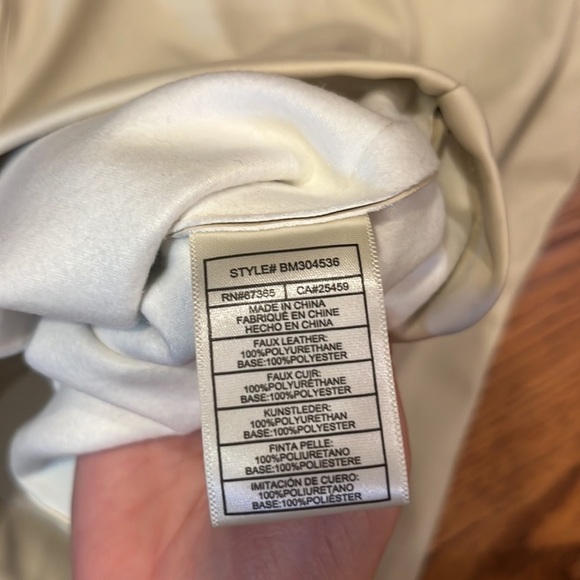 STYLE# BM304536
RN#67365 CA#25459
MADE IN CHINA
FABRIQUÉ EN CHINE
HECHO EN CHINA
FAUX LEATHER:
100%POLYURETHANE
BASE:100%POLYESTER
FAUX CUIR:
100%POLYURÉTHANE
BASE:100%POLYESTER
KUNSTLEDER:
100%POLYURETHAN
BASE:100%POLYESTER
FINTA PELLE:
100%POLIURETANO
BASE:100%POLIESTERE
IMITACIÓN DE CUERO:
100%POLIURETANO
BASE:100%POLIÉSTER